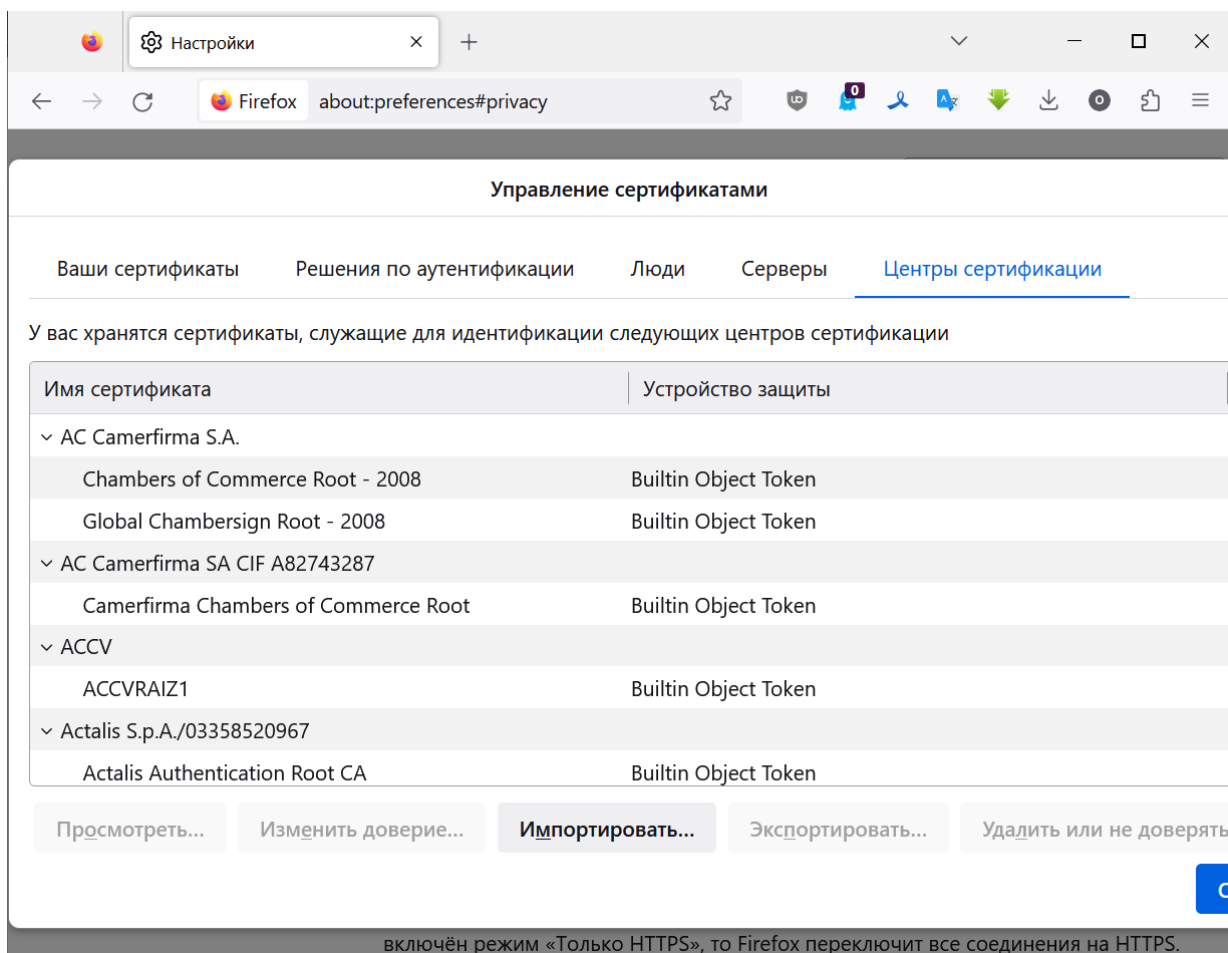 Настройки
Firefox about:preferences#privacy
0
Управление сертификатами
Ваши сертификаты Решения по аутентификации Люди Серверы Центры сертификации
У вас хранятся сертификаты, служащие для идентификации следующих центров сертификации
Имя сертификата Устройство защиты
AC Camerfirma S.A.
Chambers of Commerce Root - 2008 Builtin Object Token
Global Chambersign Root - 2008 Builtin Object Token
AC Camerfirma SA CIF A82743287
Camerfirma Chambers of Commerce Root Builtin Object Token
ACCV
ACCVRAIZ1 Builtin Object Token
Actalis S.p.A./03358520967
Actalis Authentication Root CA Builtin Object Token
Просмотреть... Изменить доверие... Импортировать... Экспортировать... Удалить или не доверять
включён режим «Только HTTPS», то Firefox переключит все соединения на HTTPS.